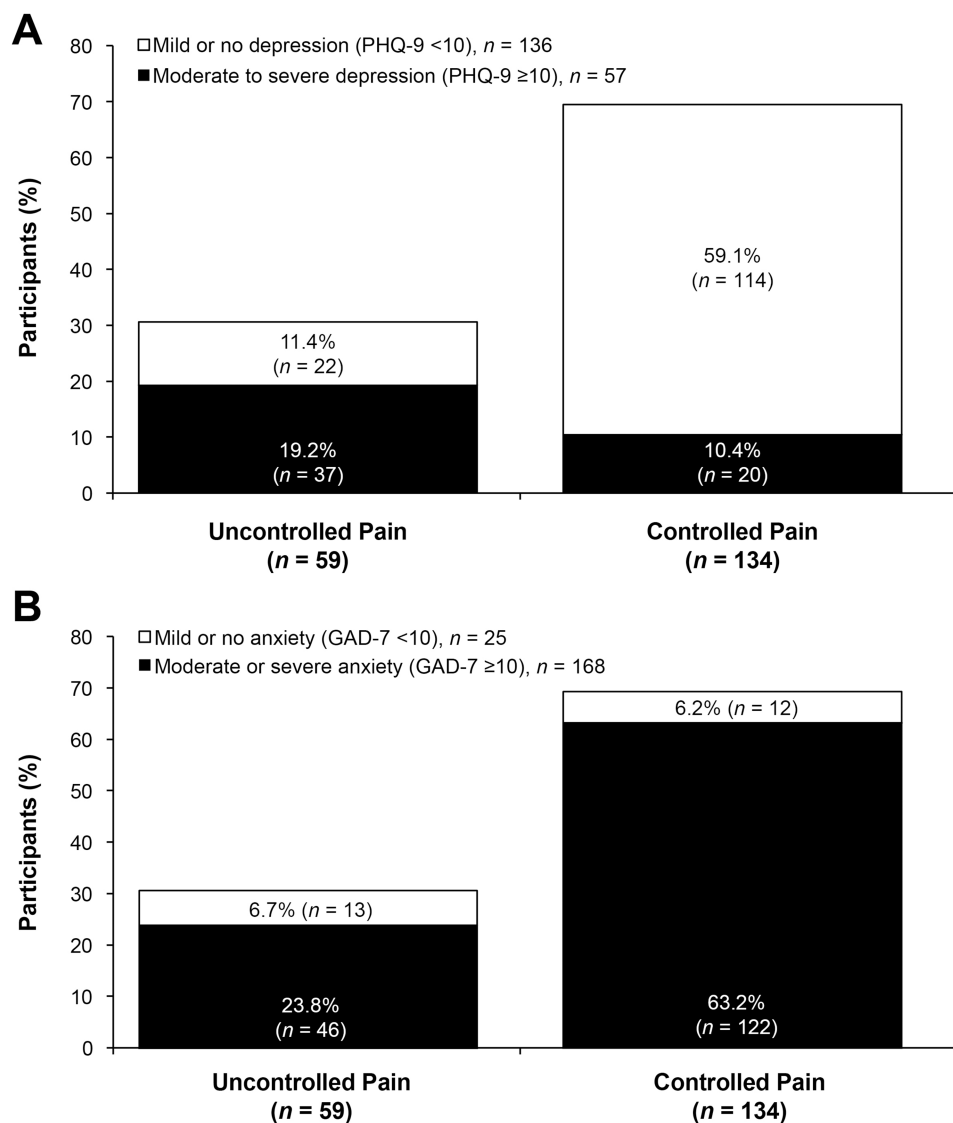 A
80
□ Mild or no depression (PHQ-9 <10), n = 136
■ Moderate to severe depression (PHQ-9 ≥10), n = 57
70
60
50
40
30
20
10
0
Participants (%)
11.4%
(n = 22)
19.2%
(n = 37)
59.1%
(n = 114)
10.4%
(n = 20)
Uncontrolled Pain
(n = 59)
Controlled Pain
(n = 134)
B
80
□ Mild or no anxiety (GAD-7 <10), n = 25
■ Moderate or severe anxiety (GAD-7 ≥10), n = 168
70
60
50
40
30
20
10
0
Participants (%)
6.7% (n = 13)
23.8%
(n = 46)
6.2% (n = 12)
63.2%
(n = 122)
Uncontrolled Pain
(n = 59)
Controlled Pain
(n = 134)